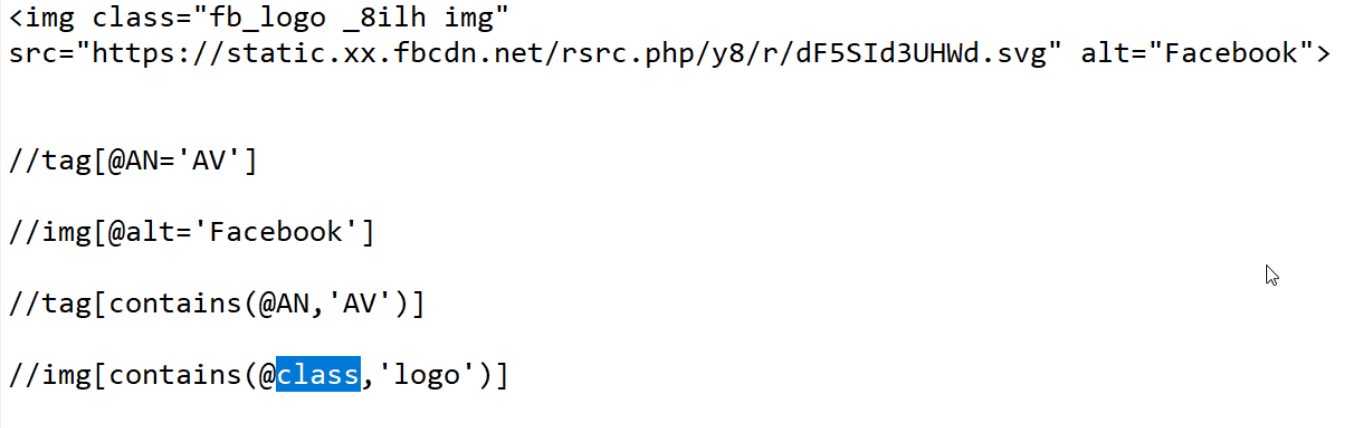 <img class="fb_logo _8ilh img"
src="https://static.xx.fbcdn.net/rsrc.php/y8/r/dF5SId3UHWd.svg" alt="Facebook">
//tag[@AN='AV']
//img[@alt='Facebook']
//tag[contains(@AN,'AV')]
//img[contains(@class,'logo')]